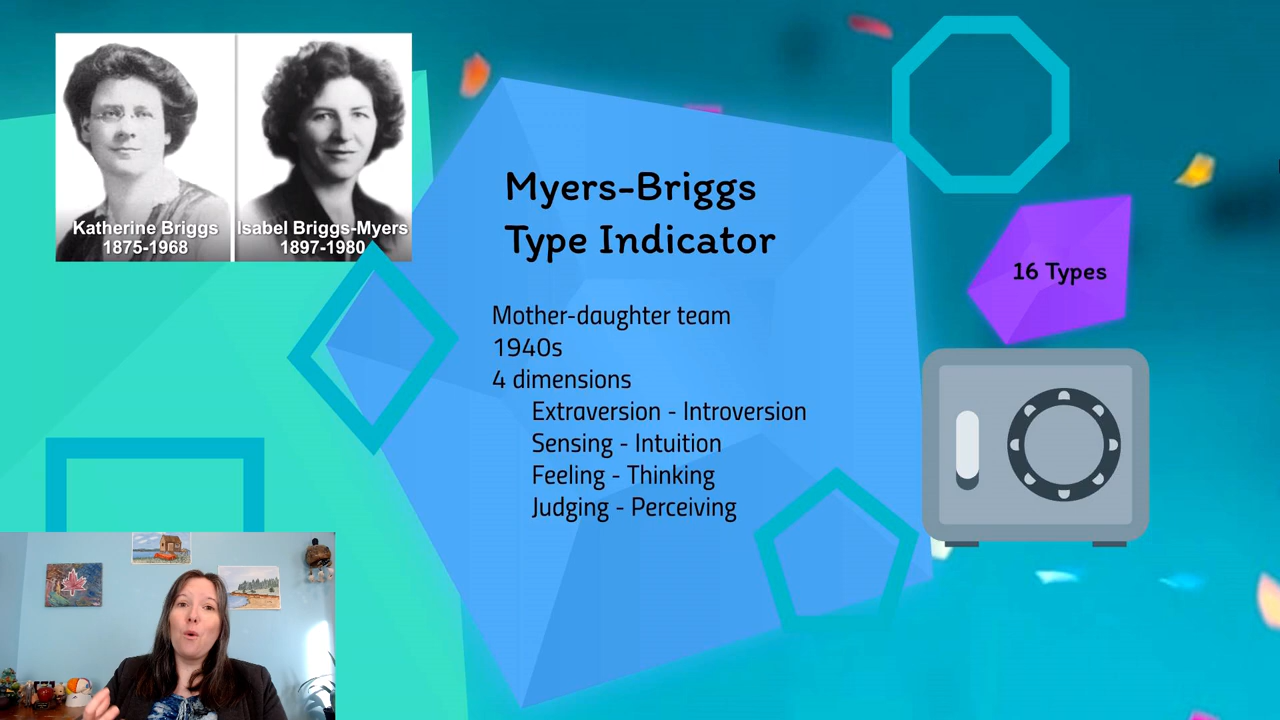 Katherine Briggs
1875-1968
Isabel Briggs-Myers
1897-1980
Myers-Briggs
Type Indicator
Mother-daughter team
1940s
4 dimensions
Extraversion - Introversion
Sensing - Intuition
Feeling - Thinking
Judging - Perceiving
16 Types